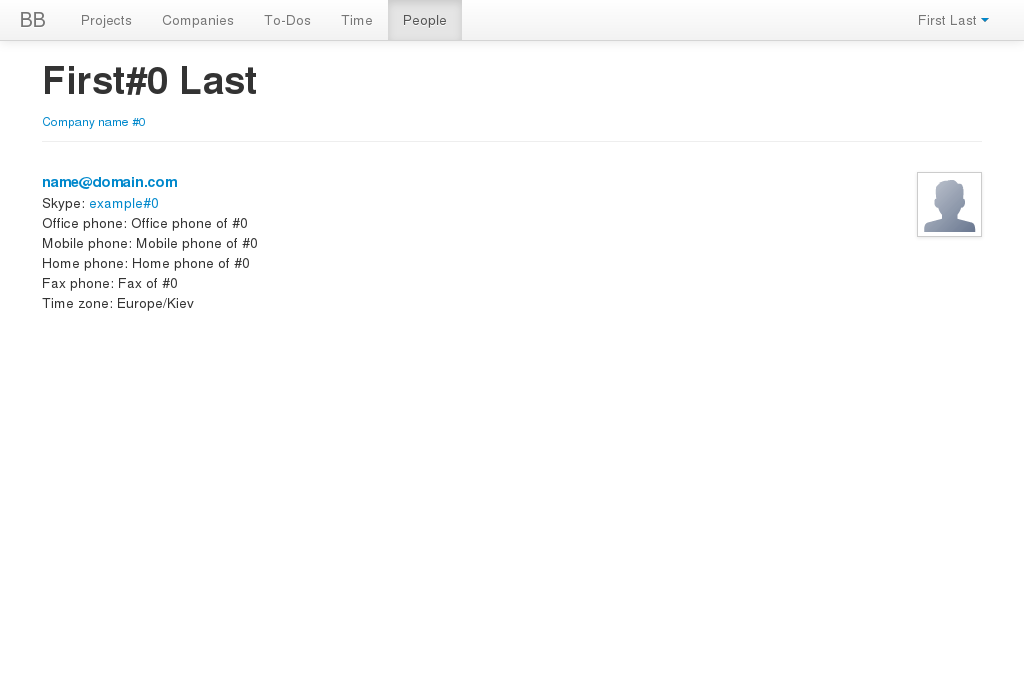 BB Projects Companies To-Dos Time People First Last
First#0 Last
Company name #0
name@domain.com
Skype: example#0
Office phone: Office phone of #0
Mobile phone: Mobile phone of #0
Home phone: Home phone of #0
Fax phone: Fax of #0
Time zone: Europe/Kiev